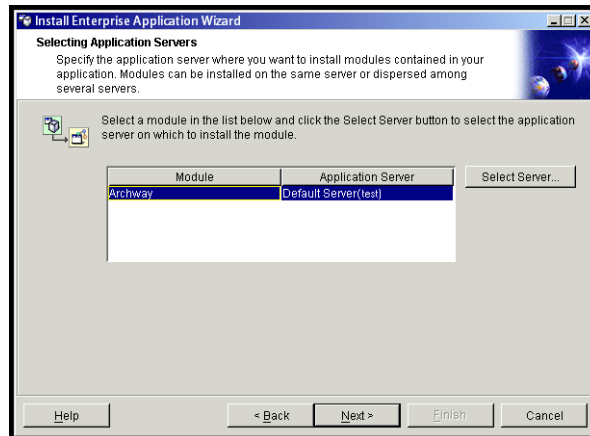 Install Enterprise Application Wizard
Selecting Application Servers
Specify the application server where you want to install modules contained in your
application. Modules can be installed on the same server or dispersed among
several servers.
Select a module in the list below and click the Select Server button to select the application
server on which to install the module.
Module Application Server Select Server...
Archway Default Server(test)
Help < Back Next > Finish Cancel